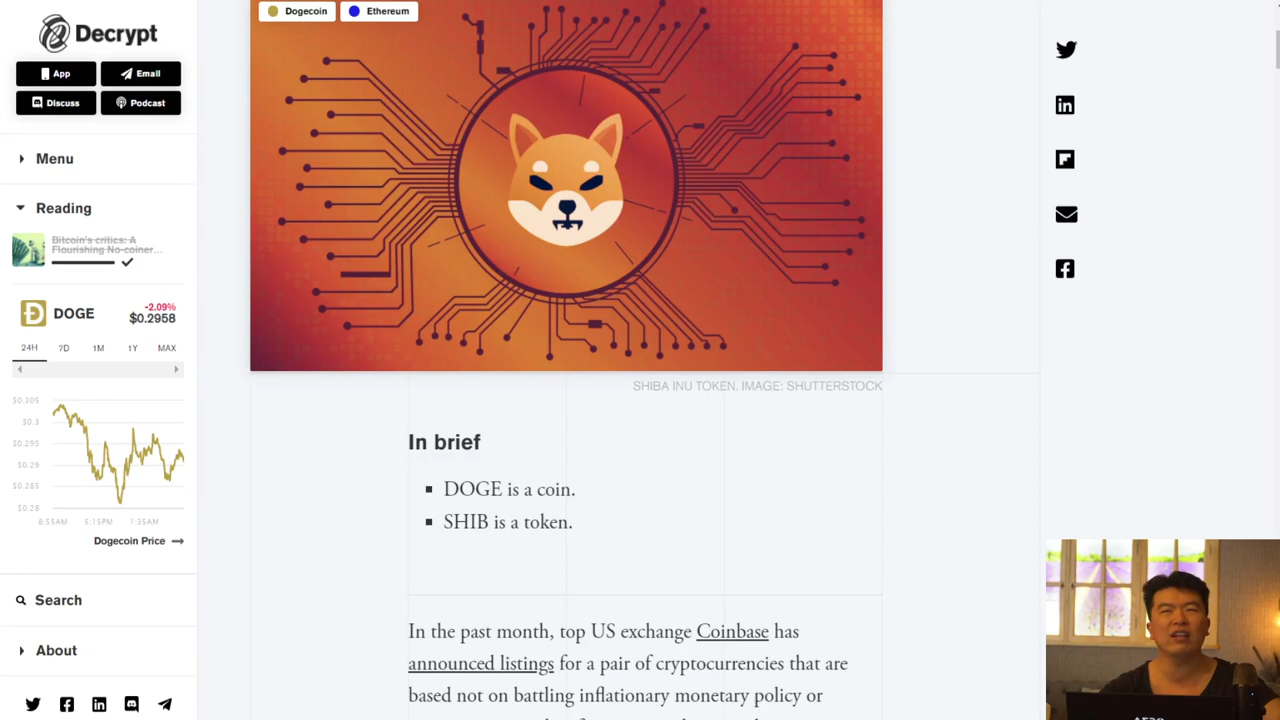 Decrypt
App
Email
Discuss
Podcast
Menu
Reading
Bitcoin's critics: A
Flourishing No-coiner...
DOGE
-2.09%
$0.2958
24H
7D
1M
1Y
MAX
$0.305
$0.3
$0.295
$0.29
$0.285
$0.28
8:55AM
5:15PM
1:35AM
Dogecoin Price
Search
About
Dogecoin
Ethereum
SHIBA INU TOKEN. IMAGE: SHUTTERSTOCK
In brief
DOGE is a coin.
SHIB is a token.
In the past month, top US exchange Coinbase has
announced listings for a pair of cryptocurrencies that are
based not on battling inflationary monetary policy or